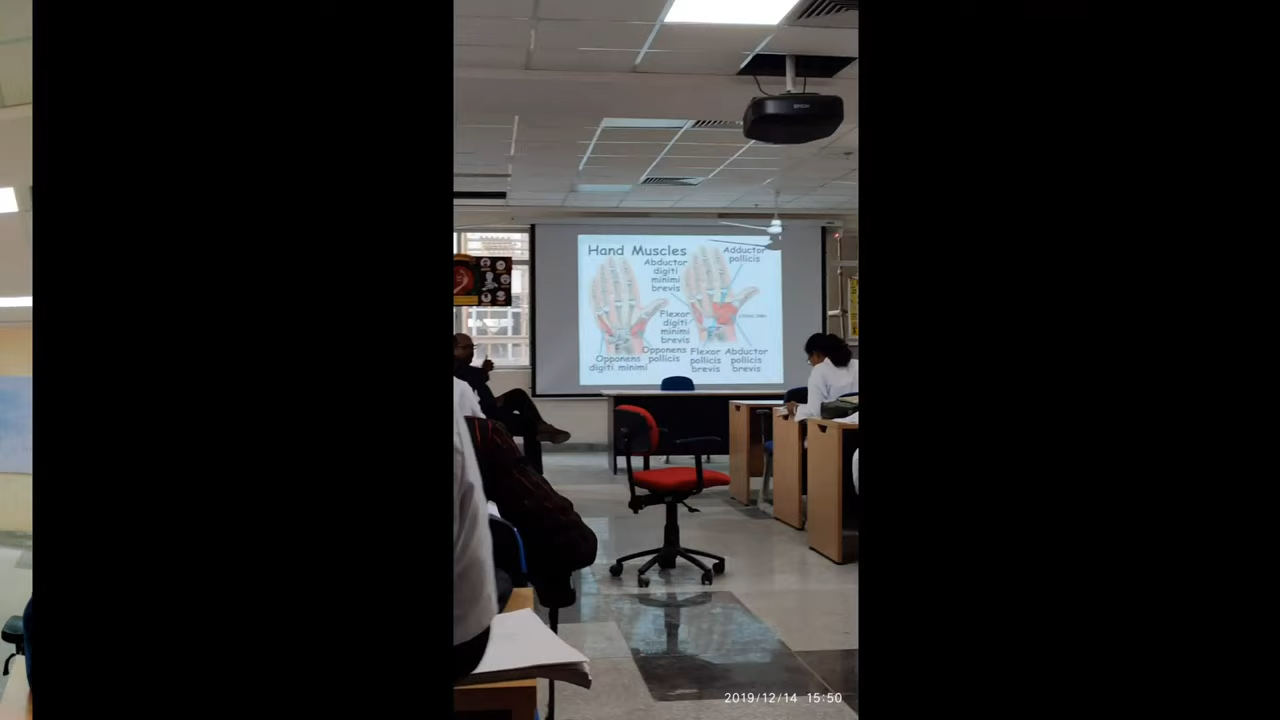 EPSON
Hand Muscles
Abductor
digiti
minimi
brevis
Adductor
pollicis
Flexor
digiti
minimi
brevis
Opponens
digiti minimi
Opponens
pollicis
Flexor
pollicis
brevis
Abductor
pollicis
brevis
2019/12/14 15:50